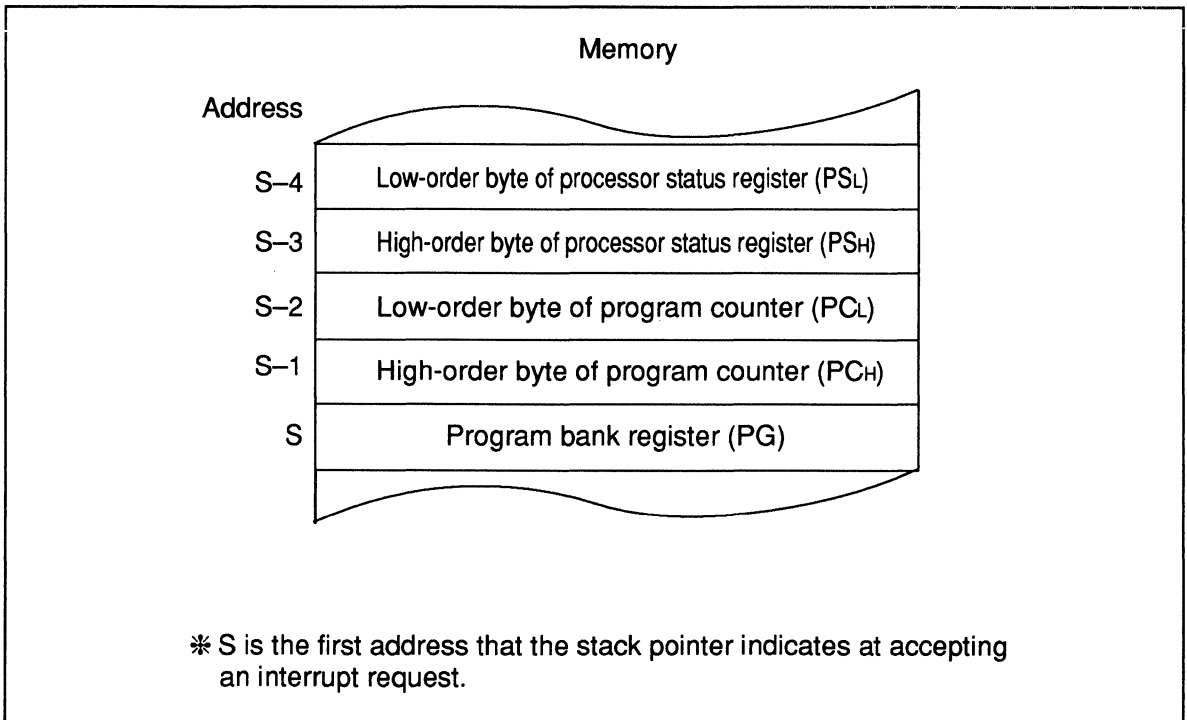 Memory
Address
S–4 Low-order byte of processor status register (PSL)
S–3 High-order byte of processor status register (PSH)
S–2 Low-order byte of program counter (PCL)
S–1 High-order byte of program counter (PCH)
S Program bank register (PG)
❋ S is the first address that the stack pointer indicates at accepting
an interrupt request.